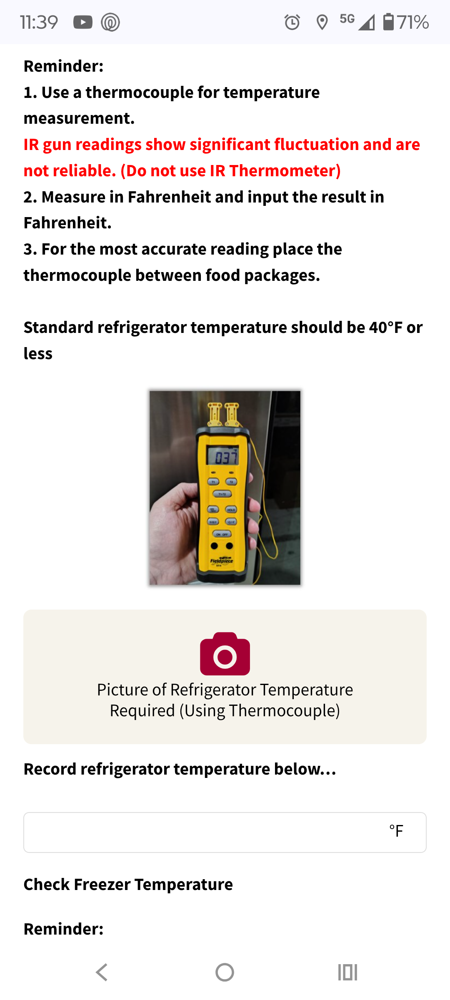 11:39
5G 71%
Reminder:
1. Use a thermocouple for temperature
measurement.
IR gun readings show significant fluctuation and are
not reliable. (Do not use IR Thermometer)
2. Measure in Fahrenheit and input the result in
Fahrenheit.
3. For the most accurate reading place the
thermocouple between food packages.
Standard refrigerator temperature should be 40°F or
less
037
T1 T2
T1-T2
HOLD
ON OFF
Fieldpiece
Picture of Refrigerator Temperature
Required (Using Thermocouple)
Record refrigerator temperature below...
°F
Check Freezer Temperature
Reminder: